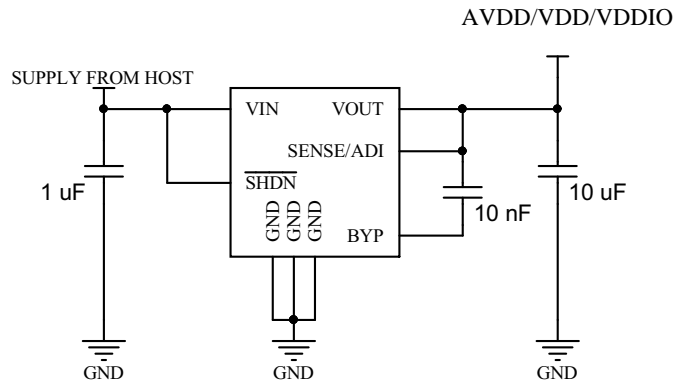 AVDD/VDD/VDDIO
SUPPLY FROM HOST
VIN
VOUT
SENSE/ADI
SHDN
1 uF
10 nF
10 uF
GND
GND
GND
BYP
GND
GND
GND